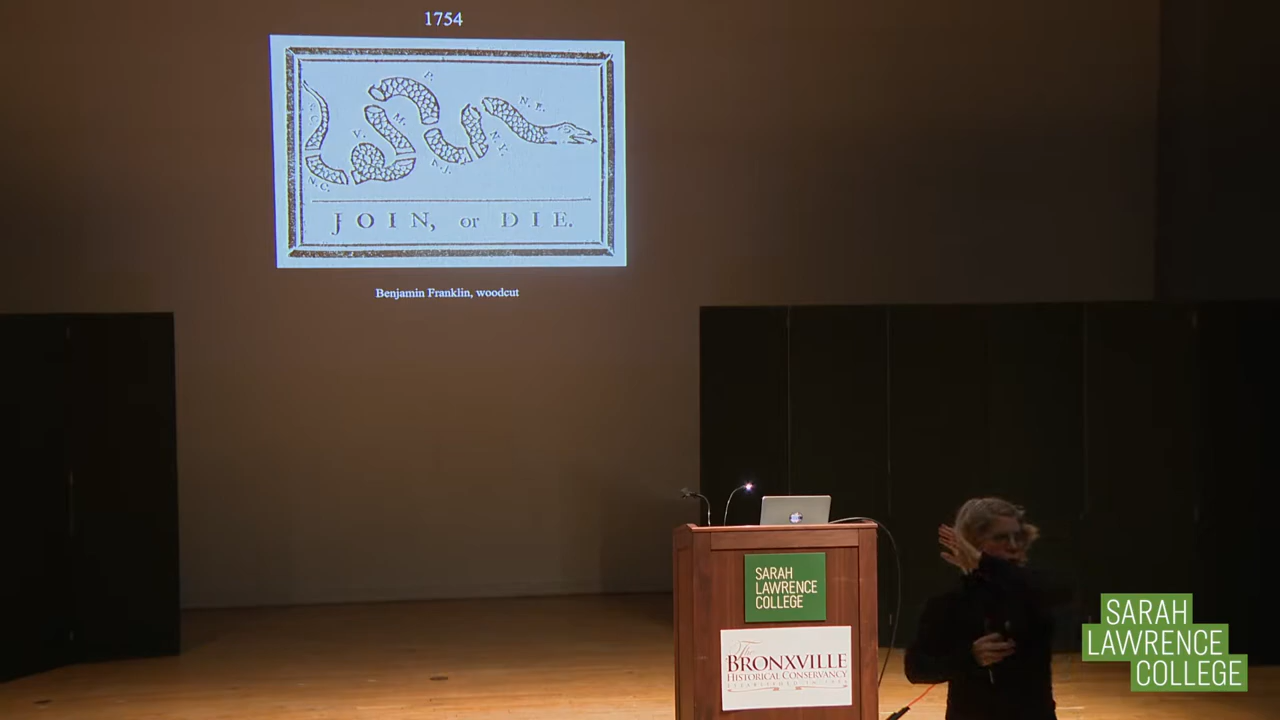 1754
P.
N. E.
M.
V.
N.Y.
N.C.
JOIN, or DIE.
Benjamin Franklin, woodcut
SARAH
LAWRENCE
COLLEGE
The
BRONXVILLE
HISTORICAL CONSERVANCY
SARAH
LAWRENCE
COLLEGE